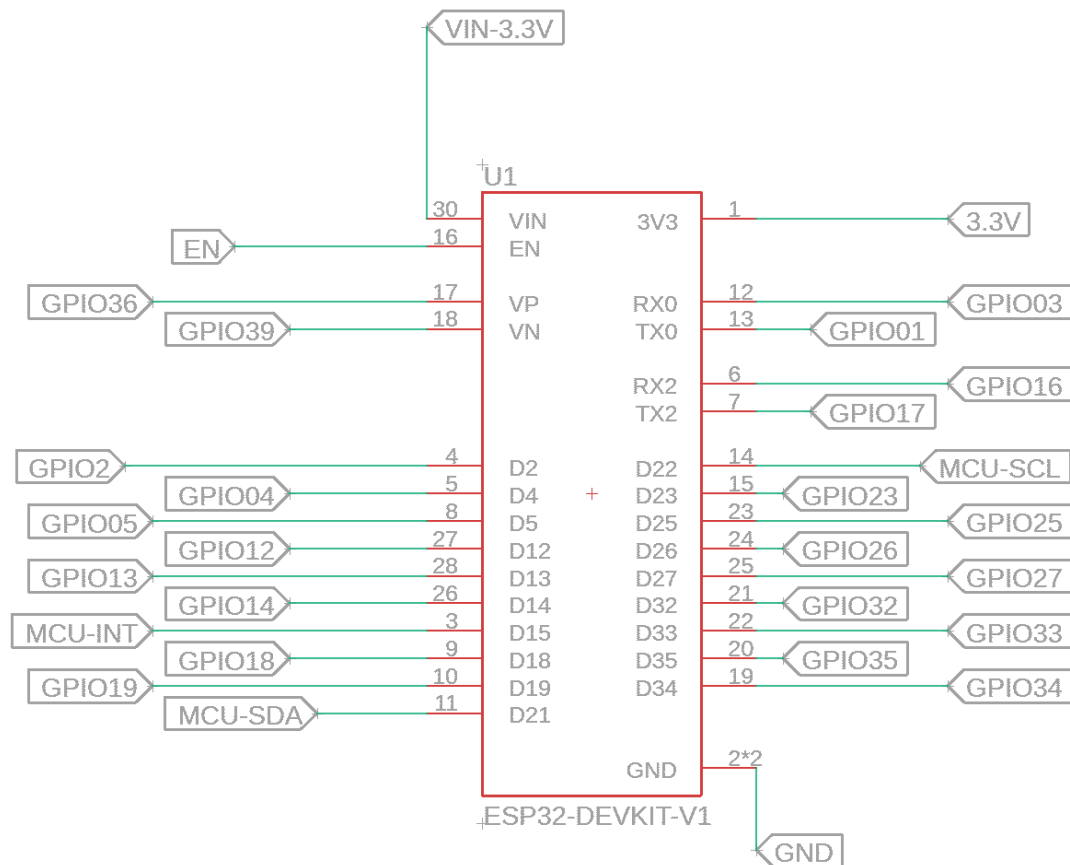 VIN-3.3V
U1
30 VIN 3V3 1 3.3V
EN 16 EN
GPIO36 17 VP RX0 12 GPIO03
GPIO39 18 VN TX0 13 GPIO01
RX2 6 GPIO16
TX2 7 GPIO17
GPIO2 4 D2 D22 14 MCU-SCL
GPIO04 5 D4 D23 15 GPIO23
GPIO05 8 D5 D25 23 GPIO25
GPIO12 27 D12 D26 24 GPIO26
GPIO13 28 D13 D27 25 GPIO27
GPIO14 26 D14 D32 21 GPIO32
MCU-INT 3 D15 D33 22 GPIO33
GPIO18 9 D18 D35 20 GPIO35
GPIO19 10 D19 D34 19 GPIO34
MCU-SDA 11 D21
GND 2*2
ESP32-DEVKIT-V1
GND